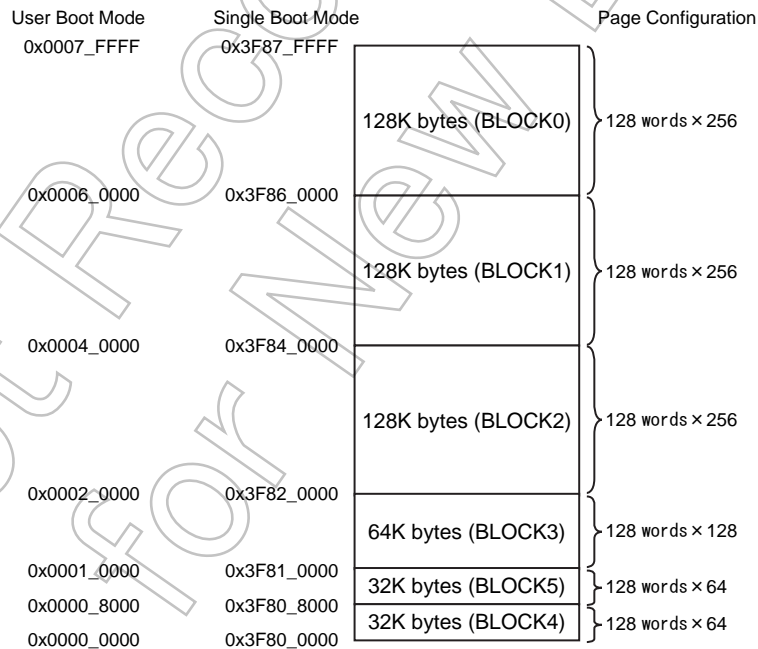 User Boot Mode Single Boot Mode Page Configuration
0x0007_FFFF 0x3F87_FFFF
128K bytes (BLOCK0) 128 words×256
0x0006_0000 0x3F86_0000
128K bytes (BLOCK1) 128 words×256
0x0004_0000 0x3F84_0000
128K bytes (BLOCK2) 128 words×256
0x0002_0000 0x3F82_0000
64K bytes (BLOCK3) 128 words×128
0x0001_0000 0x3F81_0000
32K bytes (BLOCK5) 128 words×64
0x0000_8000 0x3F80_8000
32K bytes (BLOCK4) 128 words×64
0x0000_0000 0x3F80_0000
for New